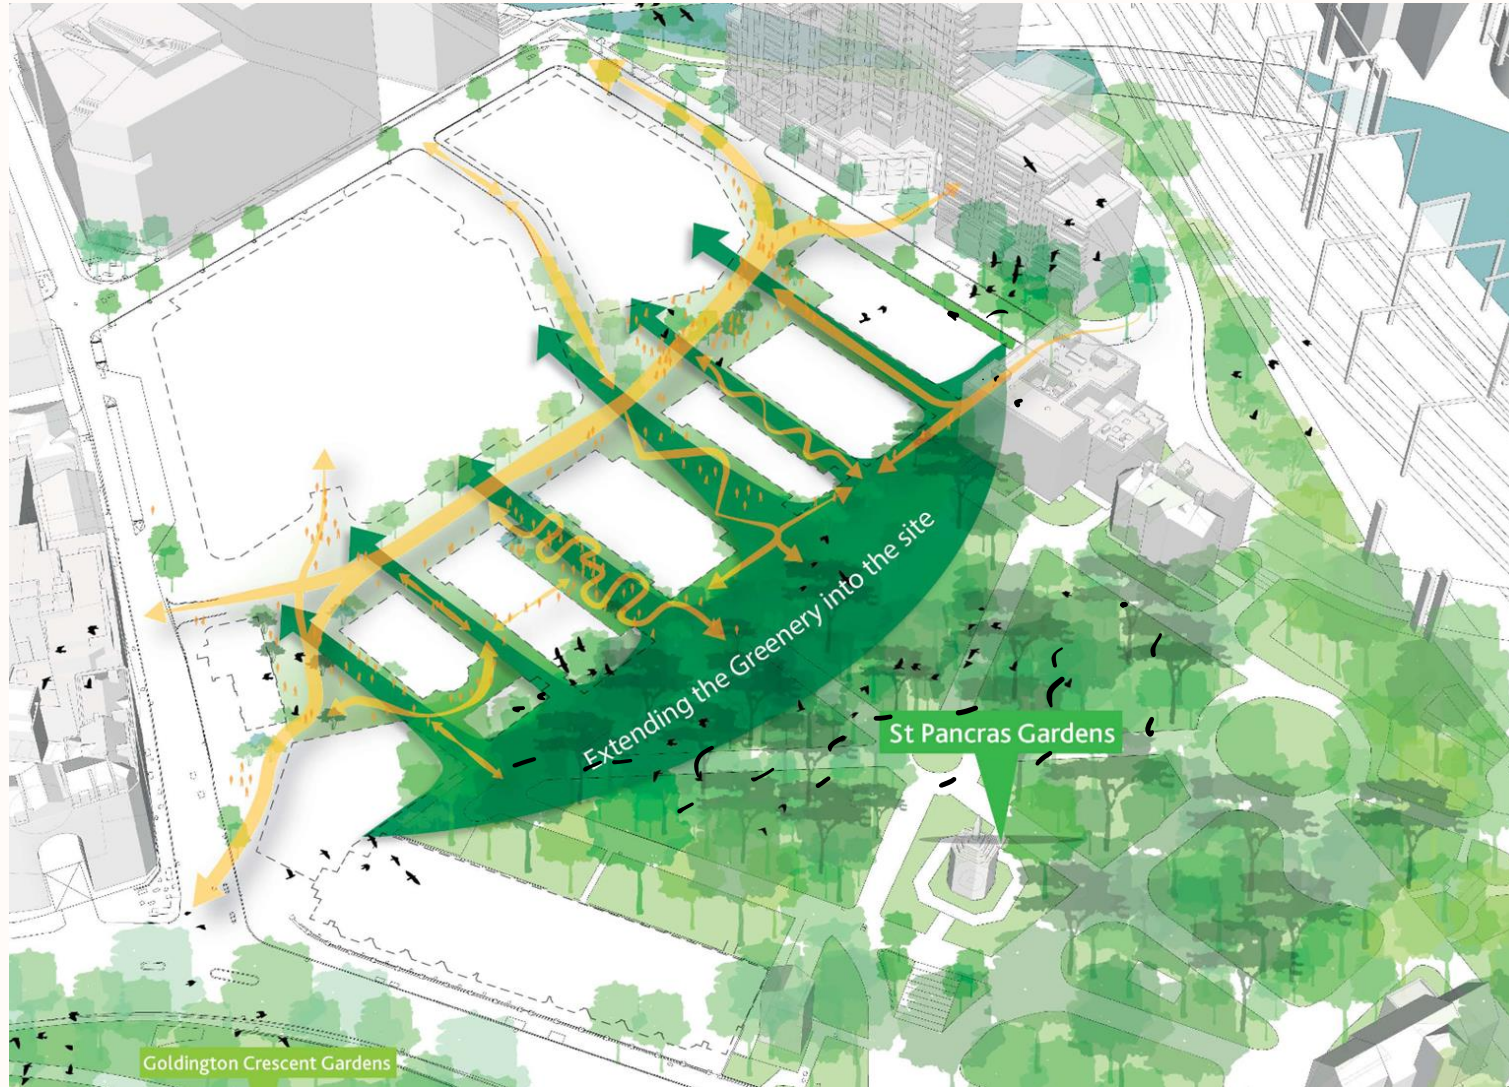 Extending the Greenery into the site
St Pancras Gardens
Goldington Crescent Gardens